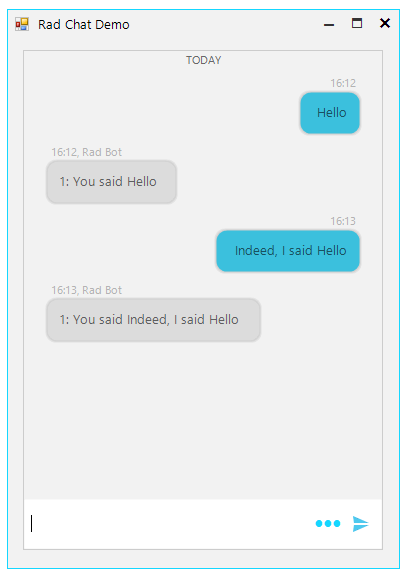 Rad Chat Demo
TODAY
16:12
Hello
16:12, Rad Bot
1: You said Hello
16:13
Indeed, I said Hello
16:13, Rad Bot
1: You said Indeed, I said Hello